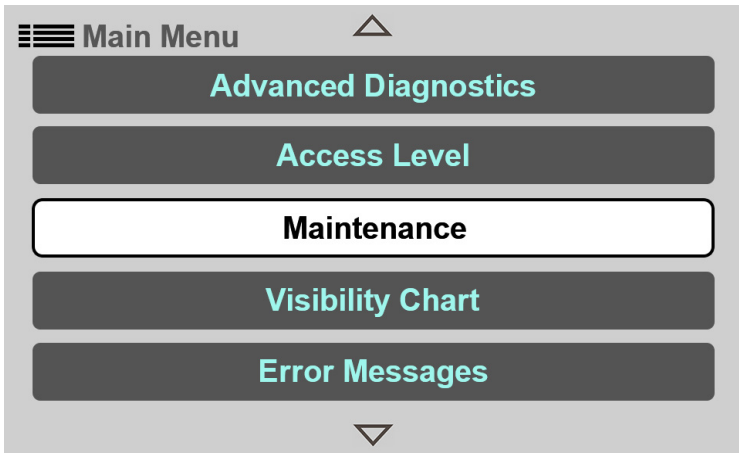 Main Menu
Advanced Diagnostics
Access Level
Maintenance
Visibility Chart
Error Messages